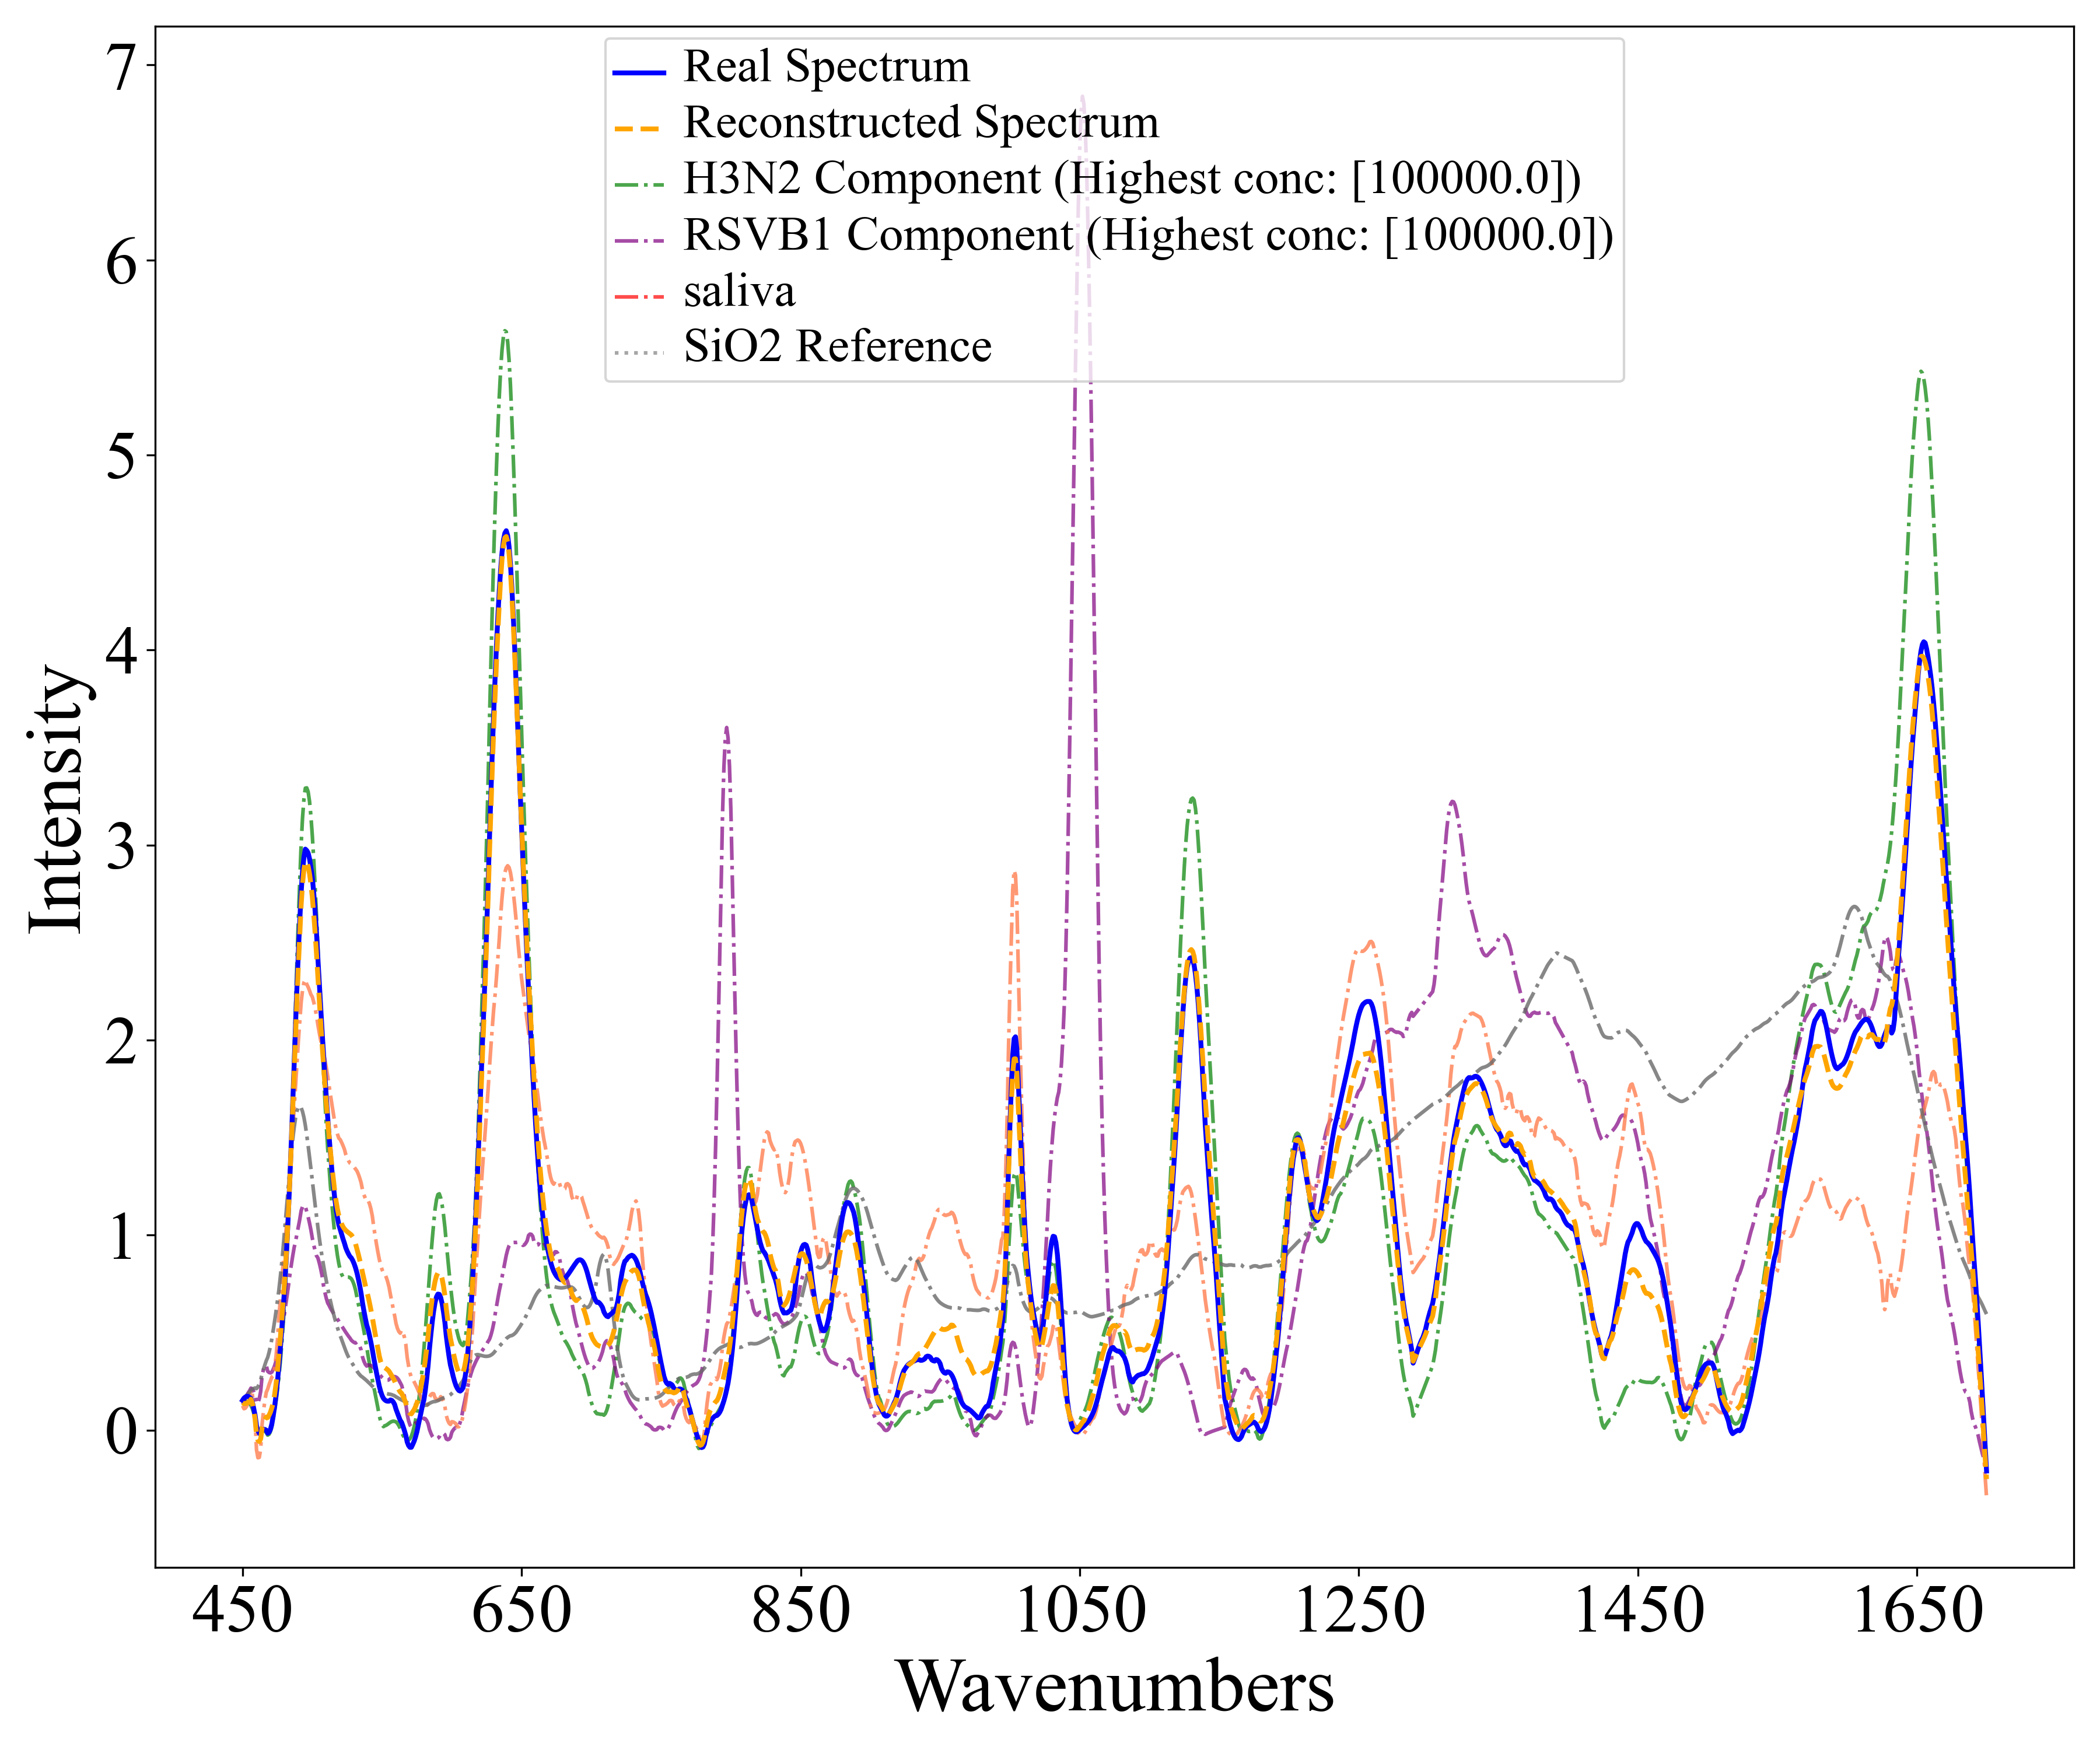 Real Spectrum
Reconstructed Spectrum
H3N2 Component (Highest conc: [100000.0])
RSVB1 Component (Highest conc: [100000.0])
saliva
SiO2 Reference
7
6
5
4
3
2
1
0
Intensity
450 650 850 1050 1250 1450 1650
Wavenumbers